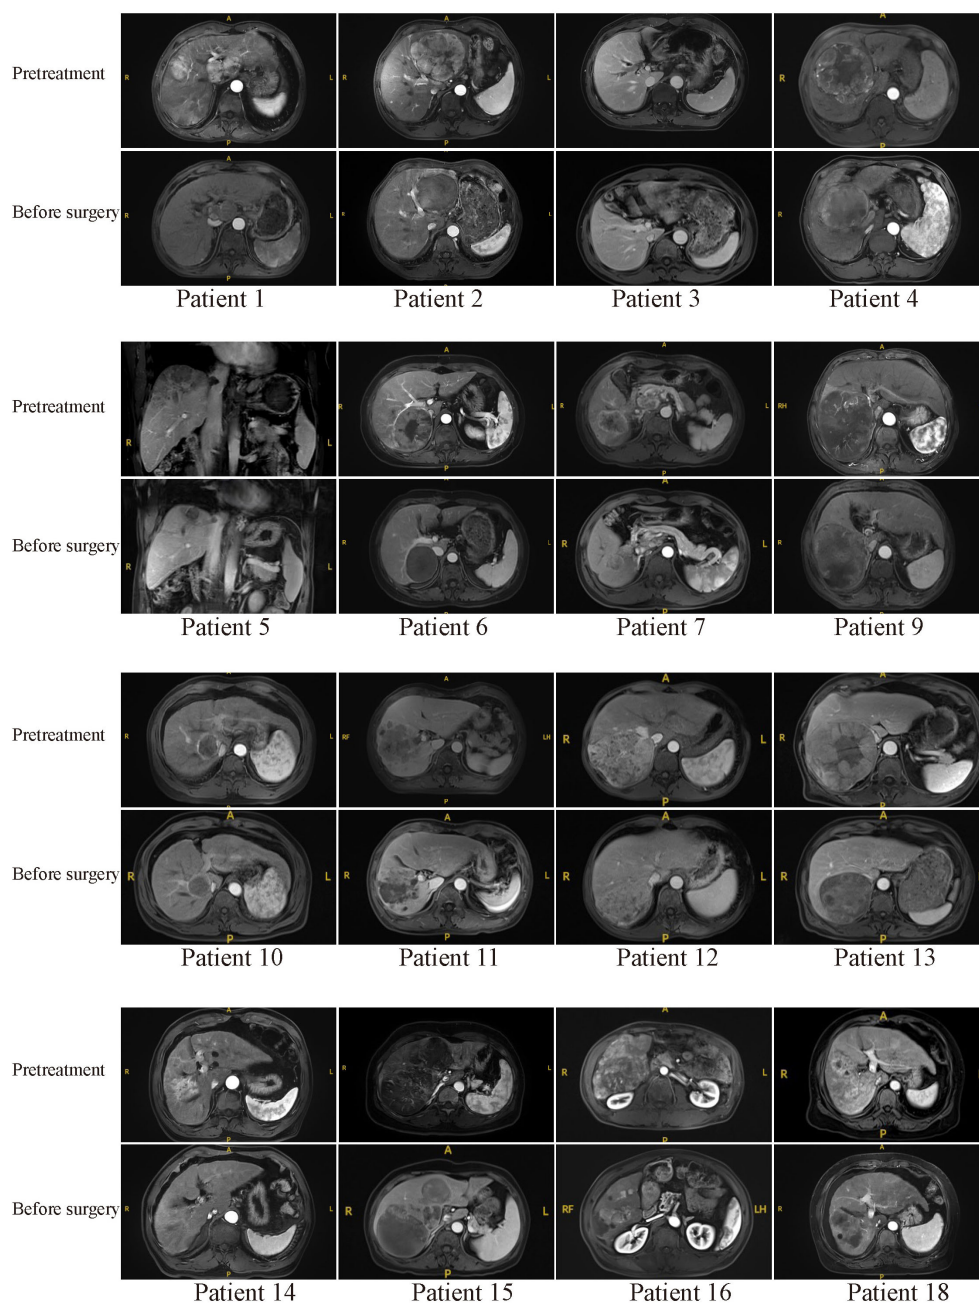 Pretreatment
Before surgery
Patient 1 Patient 2 Patient 3 Patient 4
Pretreatment
Before surgery
Patient 5 Patient 6 Patient 7 Patient 9
Pretreatment
Before surgery
Patient 10 Patient 11 Patient 12 Patient 13
Pretreatment
Before surgery
Patient 14 Patient 15 Patient 16 Patient 18